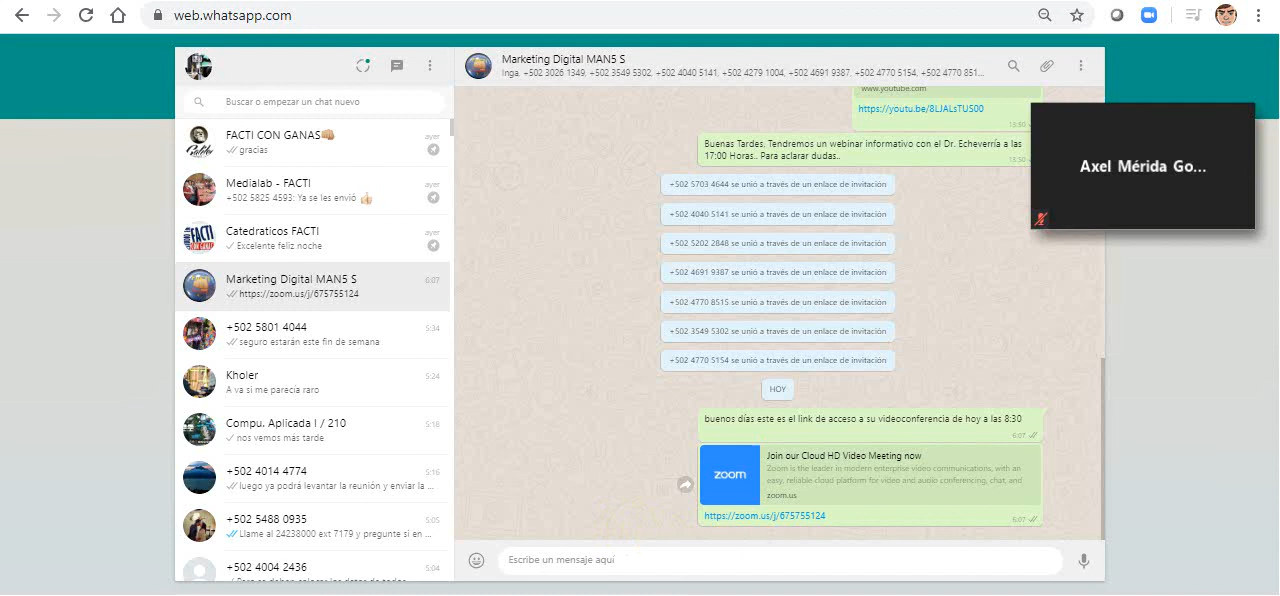 web.whatsapp.com
Buscar o empezar un chat nuevo
FACTI CON GANAS👊🏼
ayer
gracias
Medialab - FACTI
ayer
+502 5825 4593: Ya se les envió 👍🏻
Catedraticos FACTI
ayer
Excelente feliz noche
Marketing Digital MAN5 S
6:07
https://zoom.us/j/675755124
+502 5801 4044
5:34
seguro estarán este fin de semana
Kholer
5:24
A va si me parecía raro
Compu. Aplicada I / 210
5:18
nos vemos más tarde
+502 4014 4774
5:16
luego ya podrá levantar la reunión y enviar la ...
+502 5488 0935
5:05
Llame al 24238000 ext 7179 y pregunte si en ...
+502 4004 2436
5:04
Marketing Digital MAN5 S
Inga, +502 3026 1349, +502 3549 5302, +502 4040 5141, +502 4279 1004, +502 4691 9387, +502 4770 5154, +502 4770 851...
www.youtube.com
https://youtu.be/8LJALsTUS00
13:50
Buenas Tardes, Tendremos un webinar informativo con el Dr. Echeverría a las
17:00 Horas.. Para aclarar dudas..
13:50
+502 5703 4644 se unió a través de un enlace de invitación
+502 4040 5141 se unió a través de un enlace de invitación
+502 5202 2848 se unió a través de un enlace de invitación
+502 4691 9387 se unió a través de un enlace de invitación
+502 4770 8515 se unió a través de un enlace de invitación
+502 3549 5302 se unió a través de un enlace de invitación
+502 4770 5154 se unió a través de un enlace de invitación
HOY
buenos días este es el link de acceso a su videoconferencia de hoy a las 8:30
6:07
zoom
Join our Cloud HD Video Meeting now
Zoom is the leader in modern enterprise video communications, with an
easy, reliable cloud platform for video and audio conferencing, chat, and
zoom.us
https://zoom.us/j/675755124
6:07
Escribe un mensaje aquí
Axel Mérida Go...